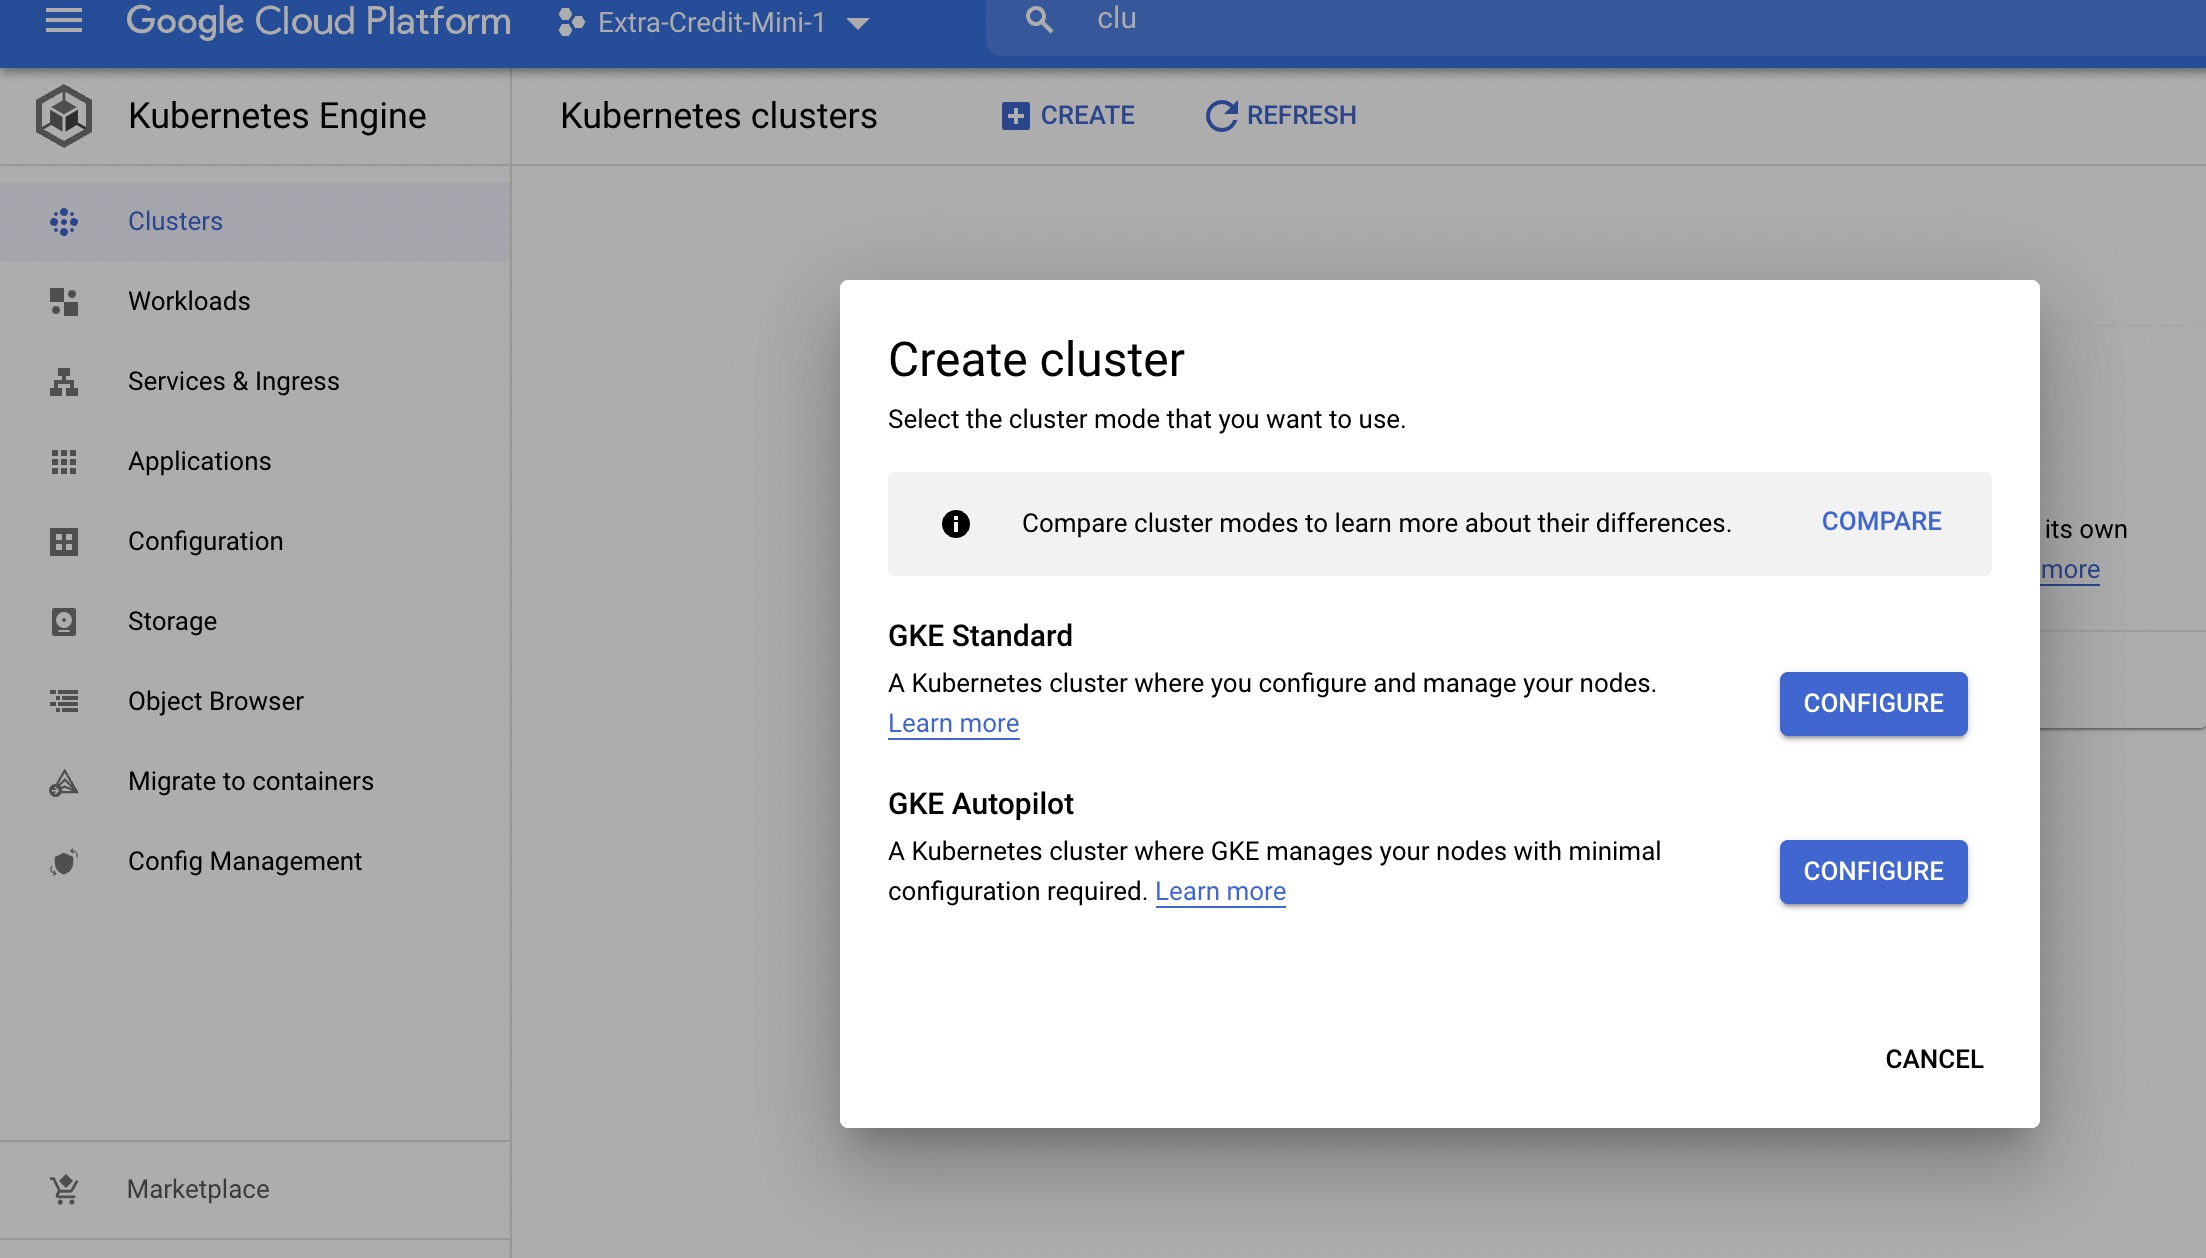 Google Cloud Platform
Extra-Credit-Mini-1
clu
Kubernetes Engine
Kubernetes clusters
CREATE
REFRESH
Clusters
Workloads
Services & Ingress
Applications
Configuration
Storage
Object Browser
Migrate to containers
Config Management
Marketplace
Create cluster
Select the cluster mode that you want to use.
Compare cluster modes to learn more about their differences.
COMPARE
GKE Standard
A Kubernetes cluster where you configure and manage your nodes.
Learn more
CONFIGURE
GKE Autopilot
A Kubernetes cluster where GKE manages your nodes with minimal
configuration required. Learn more
CONFIGURE
CANCEL
its own
more